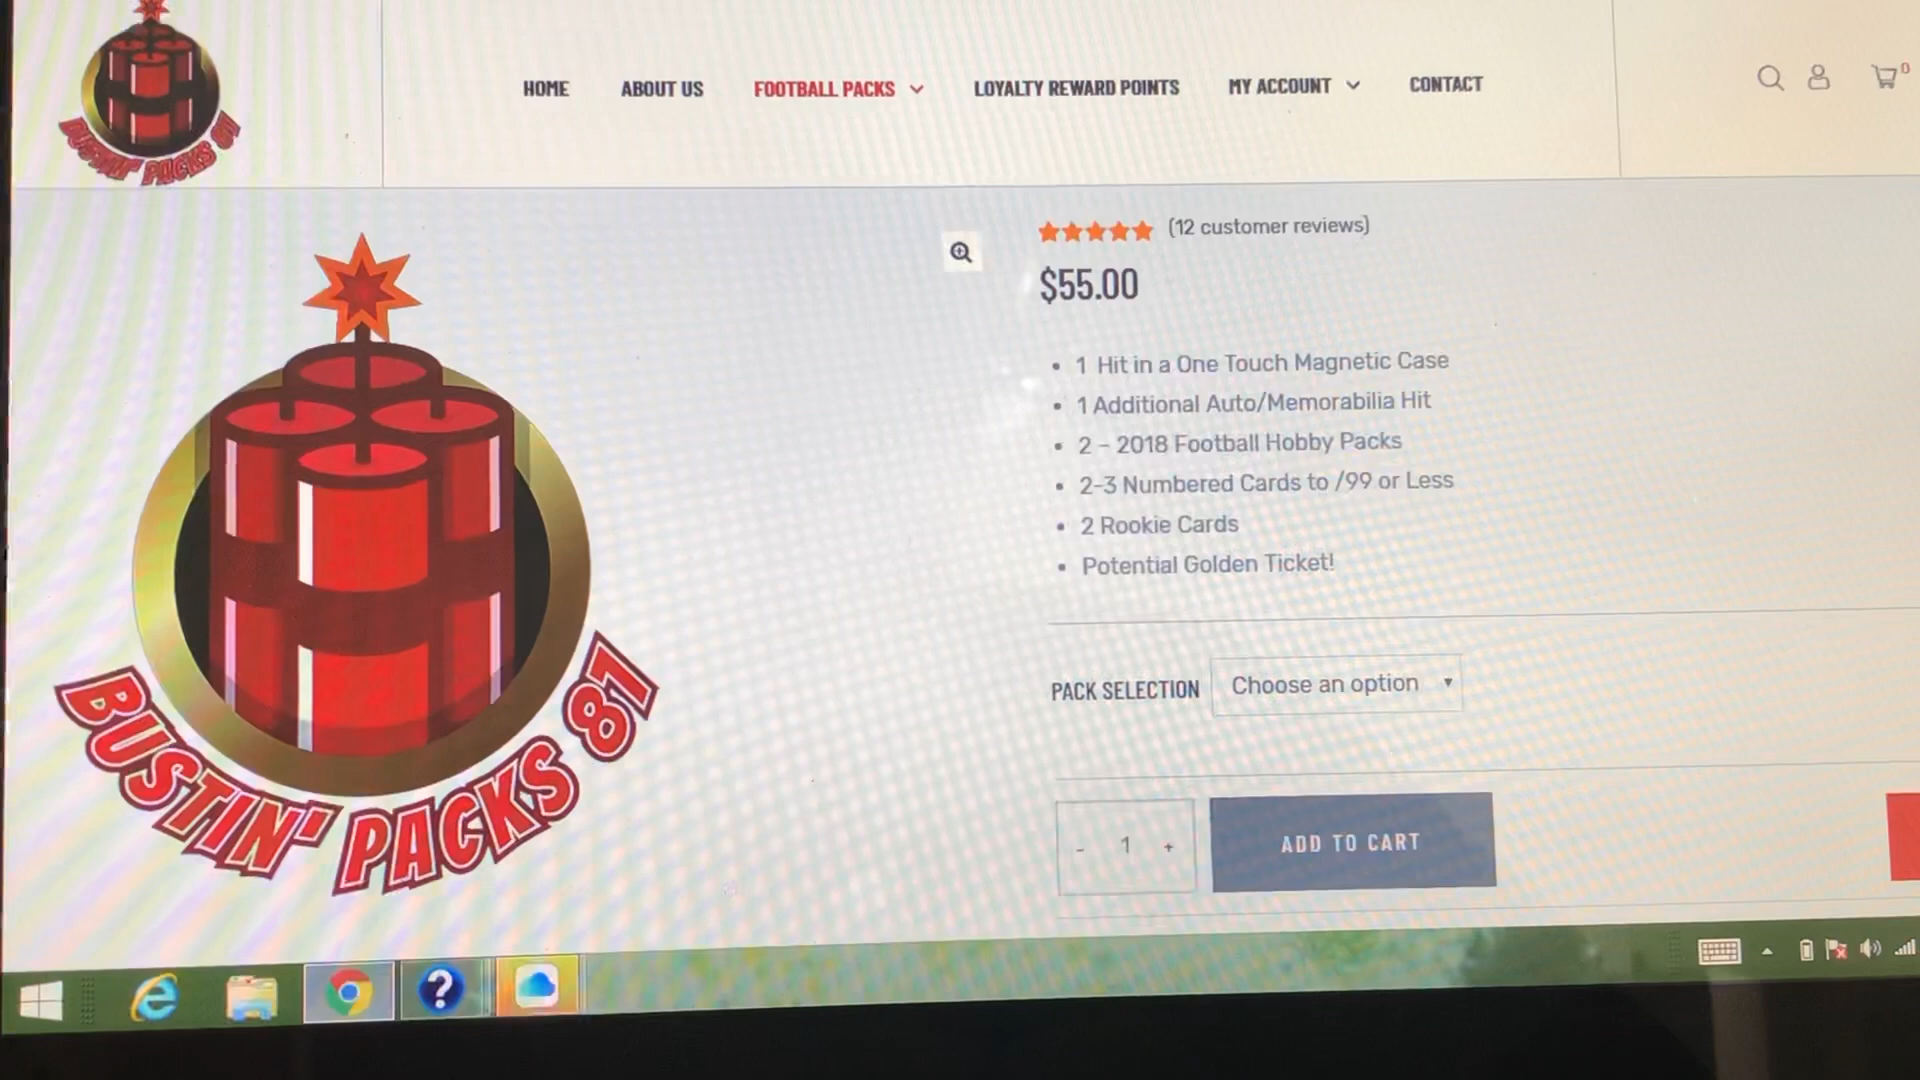 BUSTIN' PACKS 87
HOME ABOUT US FOOTBALL PACKS LOYALTY REWARD POINTS MY ACCOUNT CONTACT
0
(12 customer reviews)
$55.00
• 1 Hit in a One Touch Magnetic Case
• 1 Additional Auto/Memorabilia Hit
• 2 – 2018 Football Hobby Packs
• 2-3 Numbered Cards to /99 or Less
• 2 Rookie Cards
• Potential Golden Ticket!
PACK SELECTION Choose an option
- 1 + ADD TO CART
BUSTIN' PACKS 87
?